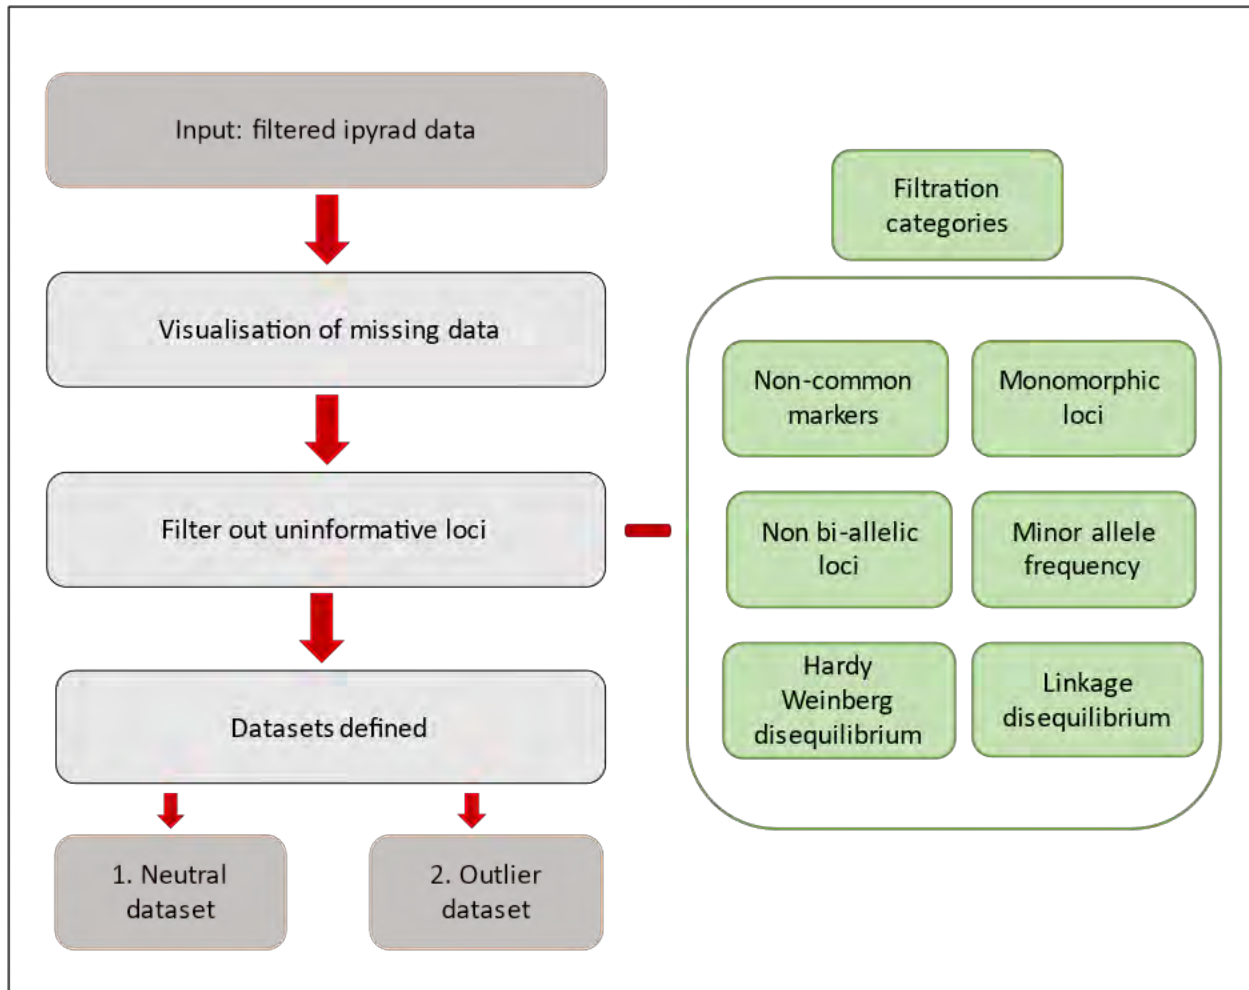 Input: filtered ipyrad data
Visualisation of missing data
Filter out uninformative loci
Datasets defined
1. Neutral
dataset
2. Outlier
dataset
Filtration
categories
Non-common
markers
Monomorphic
loci
Non bi-allelic
loci
Minor allele
frequency
Hardy
Weinberg
disequilibrium
Linkage
disequilibrium